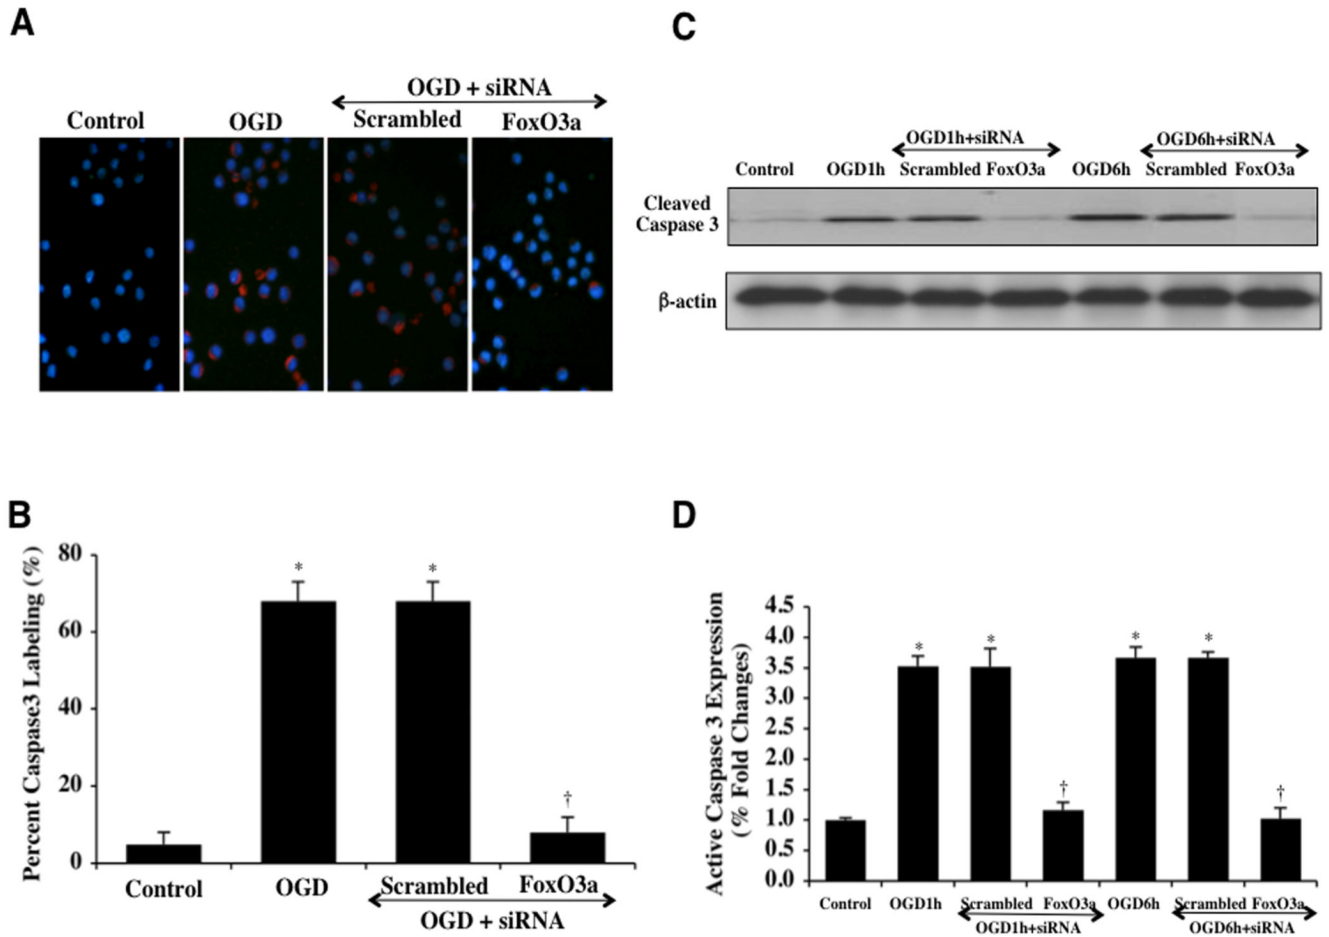 A
OGD + siRNA
Control OGD Scrambled FoxO3a
B
Percent Caspase3 Labeling (%)
80
60
40
20
0
* * †
Control OGD Scrambled FoxO3a
OGD + siRNA
C
OGD1h+siRNA OGD6h+siRNA
Control OGD1h Scrambled FoxO3a OGD6h Scrambled FoxO3a
Cleaved
Caspase 3
β-actin
D
Active Caspase 3 Expression
(% Fold Changes)
4.5
4.0
3.5
3.0
2.5
2.0
1.5
1.0
0.5
0.0
* * † * * †
Control OGD1h Scrambled FoxO3a OGD6h Scrambled FoxO3a
OGD1h+siRNA OGD6h+siRNA